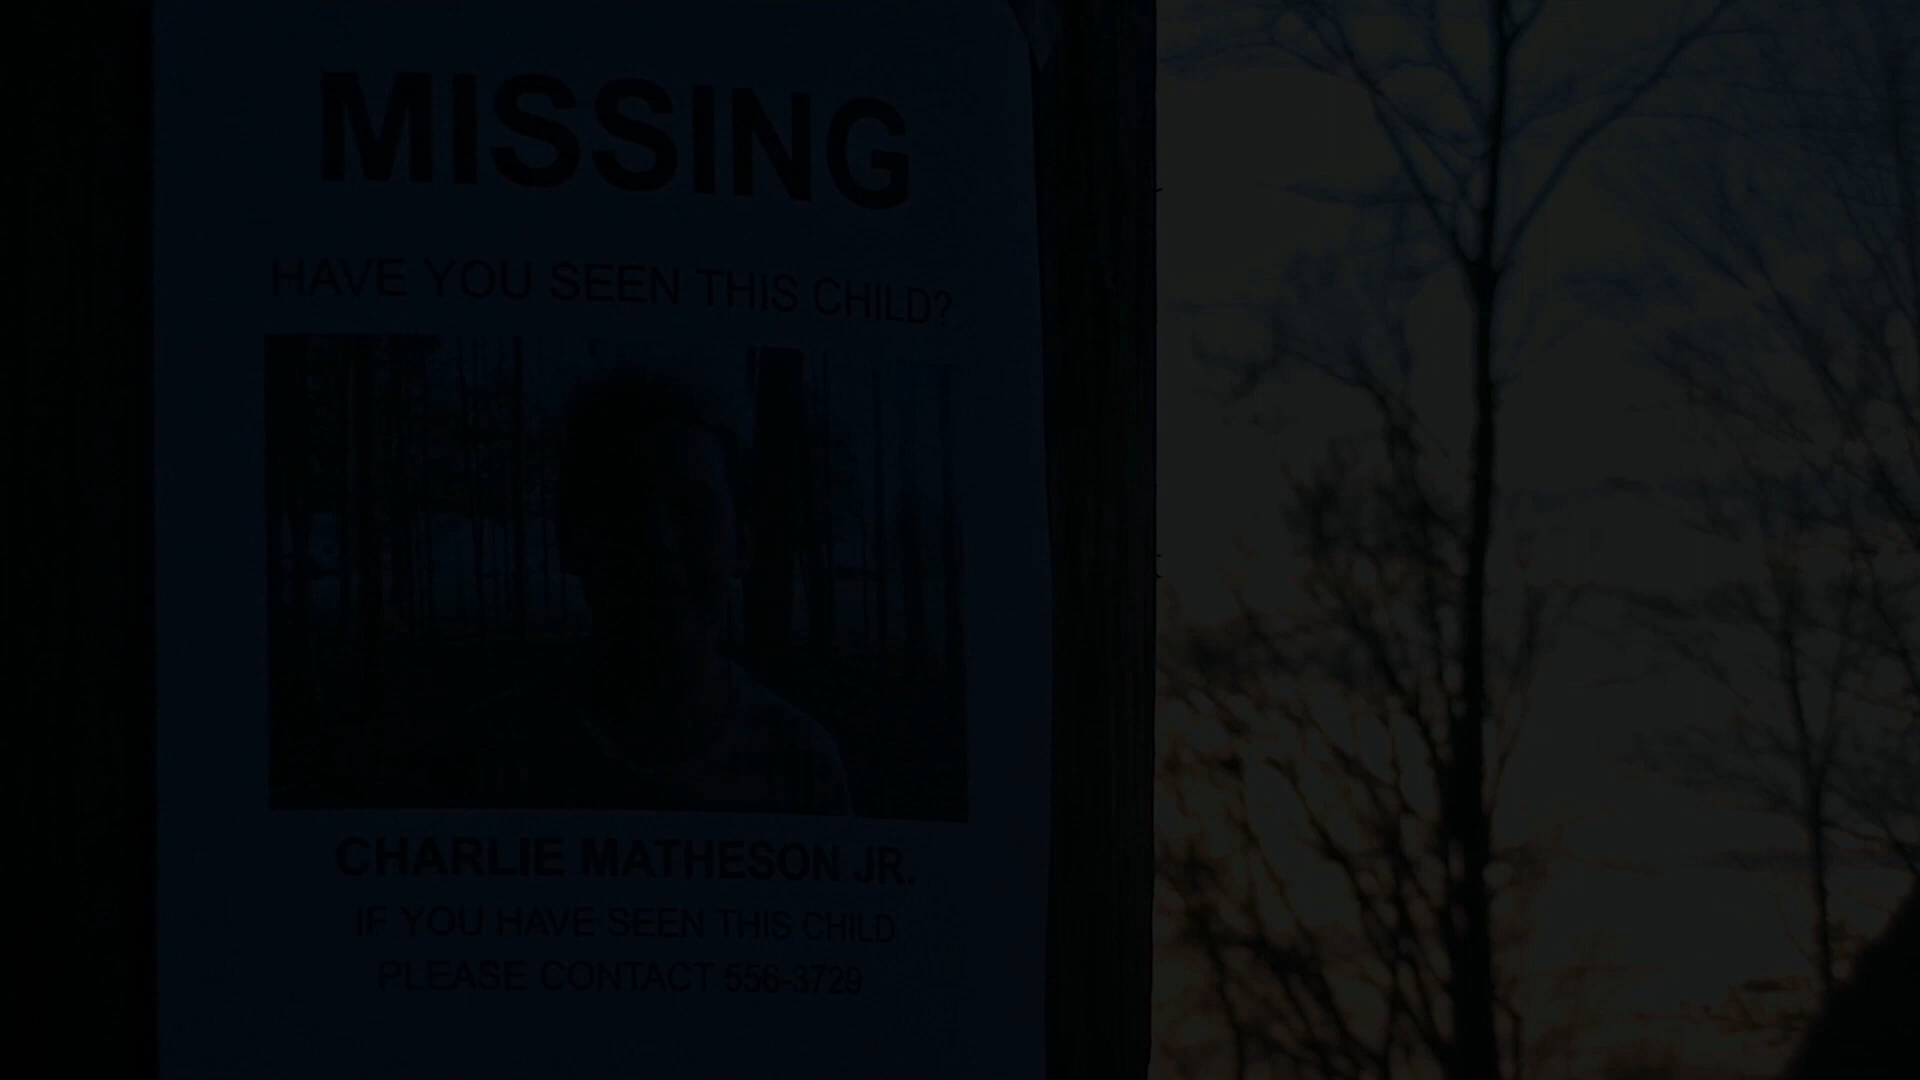 MISSING
HAVE YOU SEEN THIS CHILD?
CHARLIE MATHESON JR.
IF YOU HAVE SEEN THIS CHILD
PLEASE CONTACT 556-3729